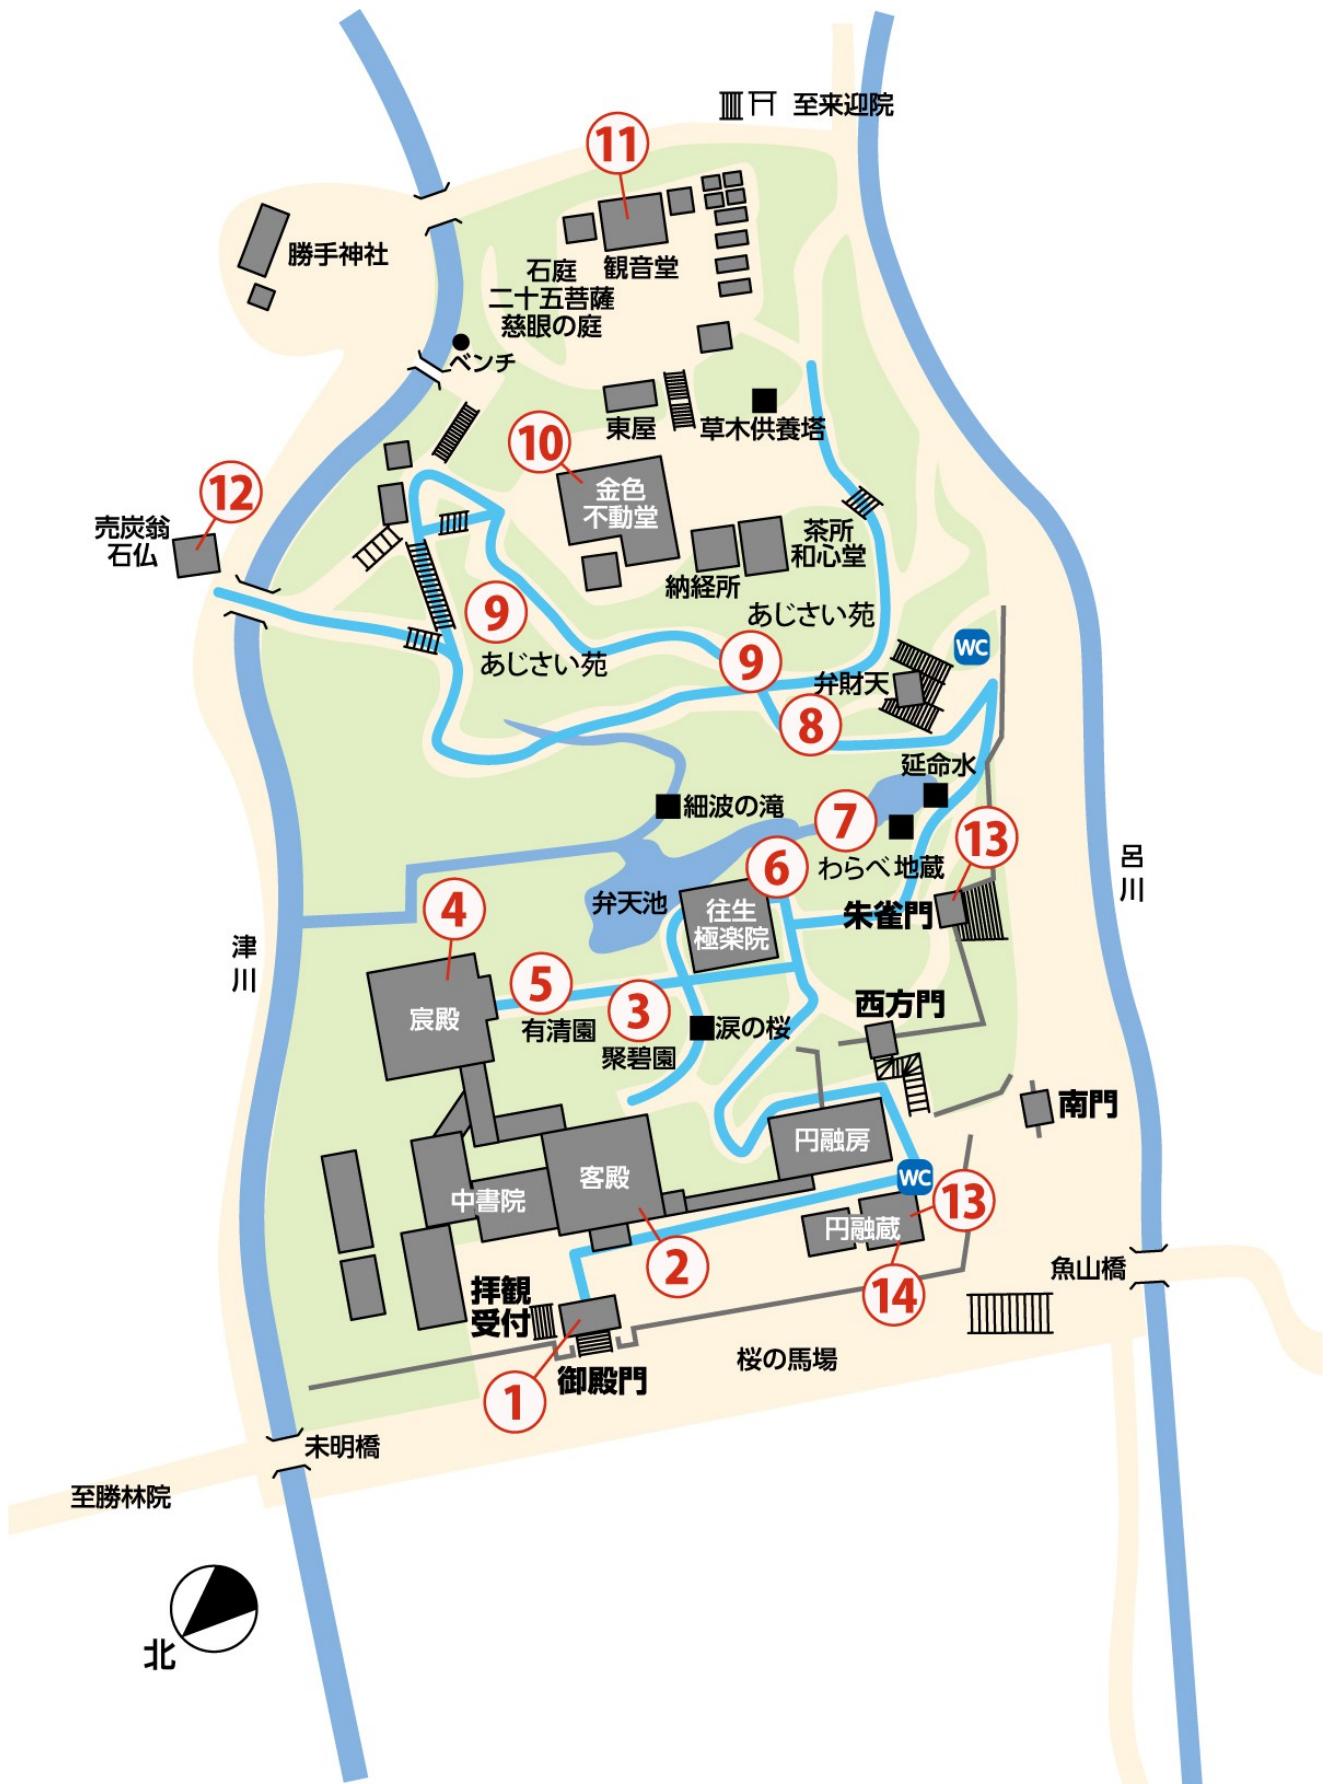 至来迎院
11
勝手神社
観音堂
石庭
二十五菩薩
慈眼の庭
ベンチ
東屋
草木供養塔
10
金色
不動堂
12
売炭翁
石仏
茶所
和心堂
納経所
9
あじさい苑
あじさい苑
9
WC
弁財天
8
延命水
細波の滝
7
13
わらべ地蔵
6
呂川
4
弁天池
往生
極楽院
朱雀門
津川
5
有清園
3
聚碧園
宸殿
涙の桜
西方門
南門
円融房
客殿
中書院
WC
13
円融蔵
2
14
魚山橋
拝観
受付
桜の馬場
1
御殿門
未明橋
至勝林院
北